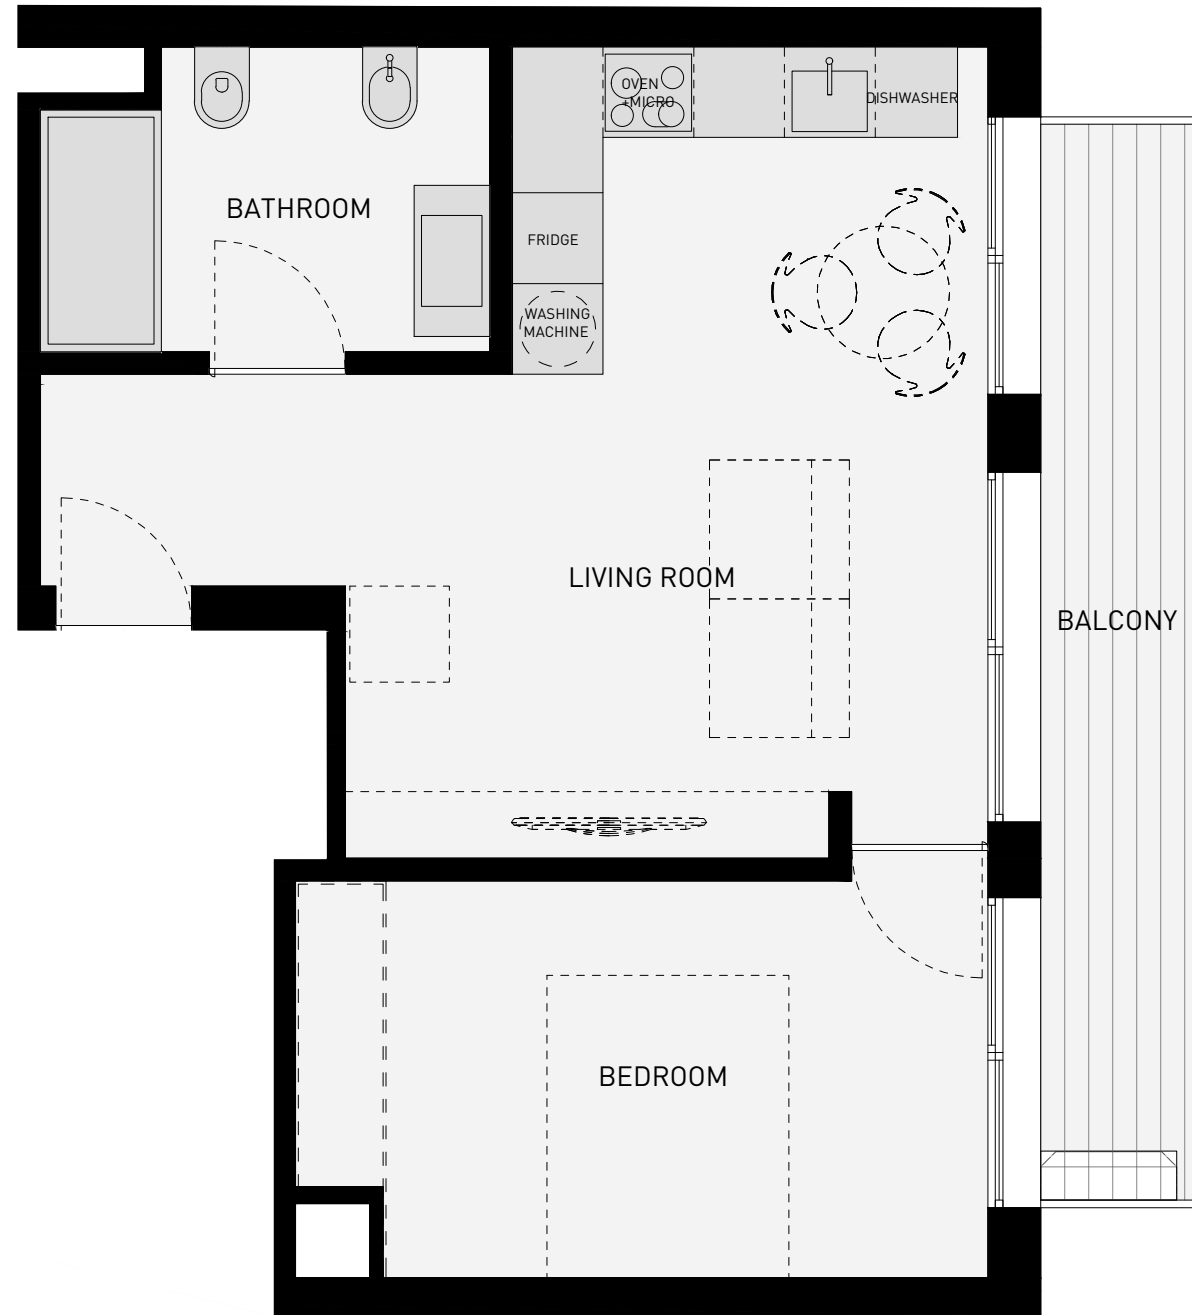 OVEN
+MICRO
DISHWASHER
BATHROOM
FRIDGE
WASHING
MACHINE
LIVING ROOM
BALCONY
BEDROOM